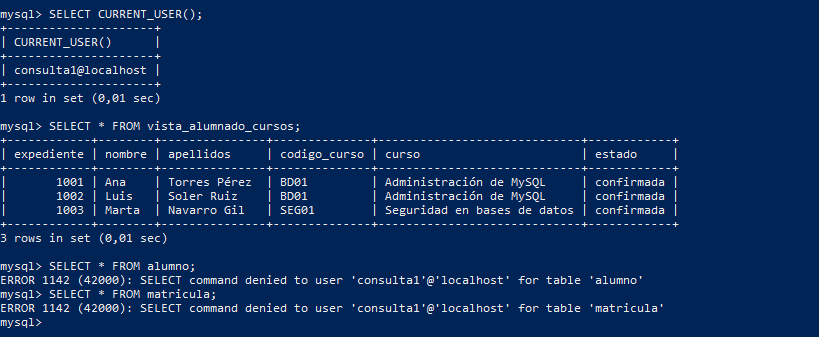 mysql> SELECT CURRENT_USER();
+---------------------+
| CURRENT_USER()      |
+---------------------+
| consulta1@localhost |
+---------------------+
1 row in set (0,01 sec)

mysql> SELECT * FROM vista_alumnado_cursos;
+------------+--------+---------------+--------------+-----------------------------+------------+
| expediente | nombre | apellidos     | codigo_curso | curso                       | estado     |
+------------+--------+---------------+--------------+-----------------------------+------------+
|       1001 | Ana    | Torres Pérez  | BD01         | Administración de MySQL     | confirmada |
|       1002 | Luis   | Soler Ruiz    | BD01         | Administración de MySQL     | confirmada |
|       1003 | Marta  | Navarro Gil   | SEG01        | Seguridad en bases de datos | confirmada |
+------------+--------+---------------+--------------+-----------------------------+------------+
3 rows in set (0,01 sec)

mysql> SELECT * FROM alumno;
ERROR 1142 (42000): SELECT command denied to user 'consulta1'@'localhost' for table 'alumno'
mysql> SELECT * FROM matricula;
ERROR 1142 (42000): SELECT command denied to user 'consulta1'@'localhost' for table 'matricula'
mysql>